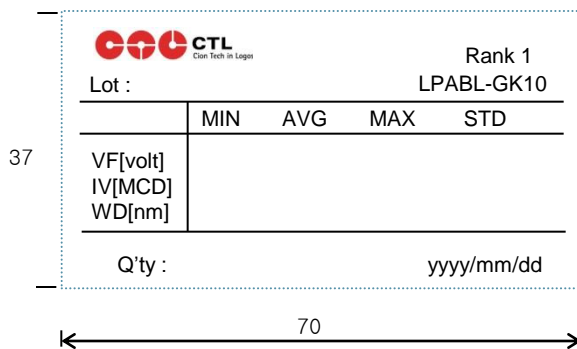 CTL
Cion Tech in Logos
Rank 1
Lot :
LPABL-GK10
MIN AVG MAX STD
37
VF[volt]
IV[MCD]
WD[nm]
Q'ty :
yyyy/mm/dd
70